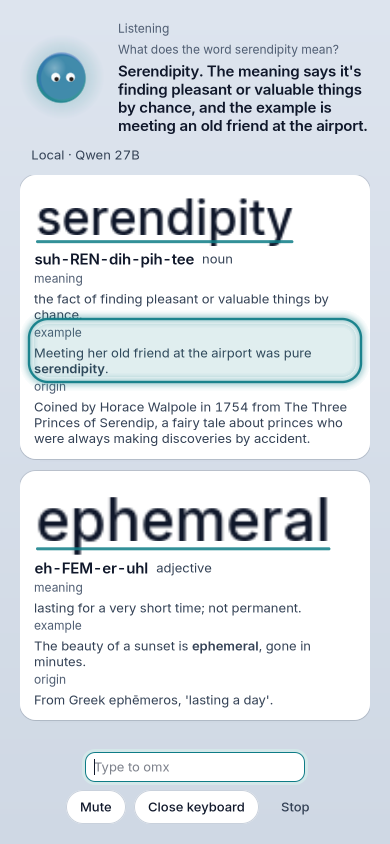 Listening
What does the word serendipity mean?
Serendipity. The meaning says it's
finding pleasant or valuable things
by chance, and the example is
meeting an old friend at the airport.
Local · Qwen 27B
serendipity
suh-REN-dih-pih-tee noun
meaning
the fact of finding pleasant or valuable things by
chance.
example
Meeting her old friend at the airport was pure
serendipity.
origin
Coined by Horace Walpole in 1754 from The Three
Princes of Serendip, a fairy tale about princes who
were always making discoveries by accident.
ephemeral
eh-FEM-er-uhl adjective
meaning
lasting for a very short time; not permanent.
example
The beauty of a sunset is ephemeral, gone in
minutes.
origin
From Greek ephēmeros, 'lasting a day'.
Type to omx
Mute Close keyboard Stop